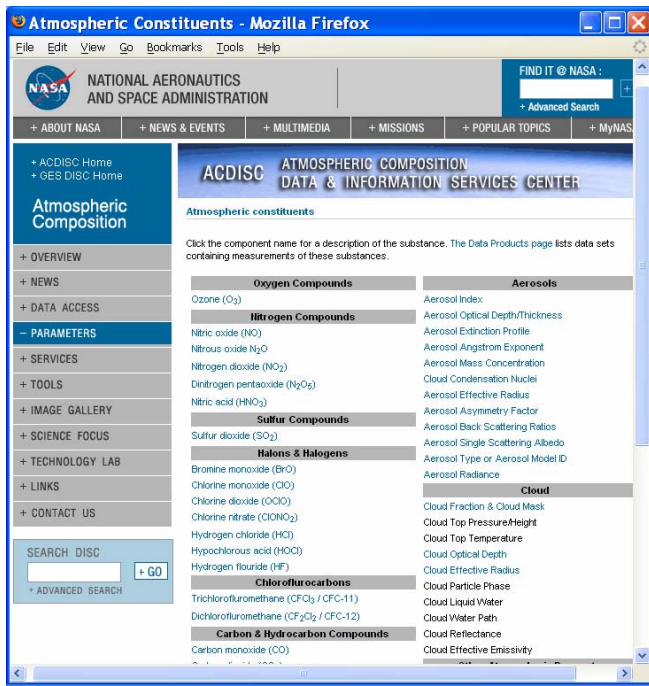 Atmospheric Constituents - Mozilla Firefox
File Edit View Go Bookmarks Tools Help
NASA
NATIONAL AERONAUTICS
AND SPACE ADMINISTRATION
FIND IT @ NASA :
+ Advanced Search
+ ABOUT NASA + NEWS & EVENTS + MULTIMEDIA + MISSIONS + POPULAR TOPICS + MyNAS
+ ACDISC Home
+ GES DISC Home
Atmospheric
Composition
+ OVERVIEW
+ NEWS
+ DATA ACCESS
– PARAMETERS
+ SERVICES
+ TOOLS
+ IMAGE GALLERY
+ SCIENCE FOCUS
+ TECHNOLOGY LAB
+ LINKS
+ CONTACT US
SEARCH DISC
+ GO
+ ADVANCED SEARCH
ACDISC ATMOSPHERIC COMPOSITION
DATA & INFORMATION SERVICES CENTER
Atmospheric constituents
Click the component name for a description of the substance. The Data Products page lists data sets
containing measurements of these substances.
Oxygen Compounds
Ozone (O3)
Nitrogen Compounds
Nitric oxide (NO)
Nitrous oxide N2O
Nitrogen dioxide (NO2)
Dinitrogen pentaoxide (N2O5)
Nitric acid (HNO3)
Sulfur Compounds
Sulfur dioxide (SO2)
Halons & Halogens
Bromine monoxide (BrO)
Chlorine monoxide (ClO)
Chlorine dioxide (OClO)
Chlorine nitrate (ClONO2)
Hydrogen chloride (HCl)
Hypochlorous acid (HOCl)
Hydrogen flouride (HF)
Chloroflurocarbons
Trichlorofluromethane (CFCl3 / CFC-11)
Dichlorofluromethane (CF2Cl2 / CFC-12)
Carbon & Hydrocarbon Compounds
Carbon monoxide (CO)
Aerosols
Aerosol Index
Aerosol Optical Depth/Thickness
Aerosol Extinction Profile
Aerosol Angstrom Exponent
Aerosol Mass Concentration
Cloud Condensation Nuclei
Aerosol Effective Radius
Aerosol Asymmetry Factor
Aerosol Back Scattering Ratios
Aerosol Single Scattering Albedo
Aerosol Type or Aerosol Model ID
Aerosol Radiance
Cloud
Cloud Fraction & Cloud Mask
Cloud Top Pressure/Height
Cloud Top Temperature
Cloud Optical Depth
Cloud Effective Radius
Cloud Particle Phase
Cloud Liquid Water
Cloud Water Path
Cloud Reflectance
Cloud Effective Emissivity